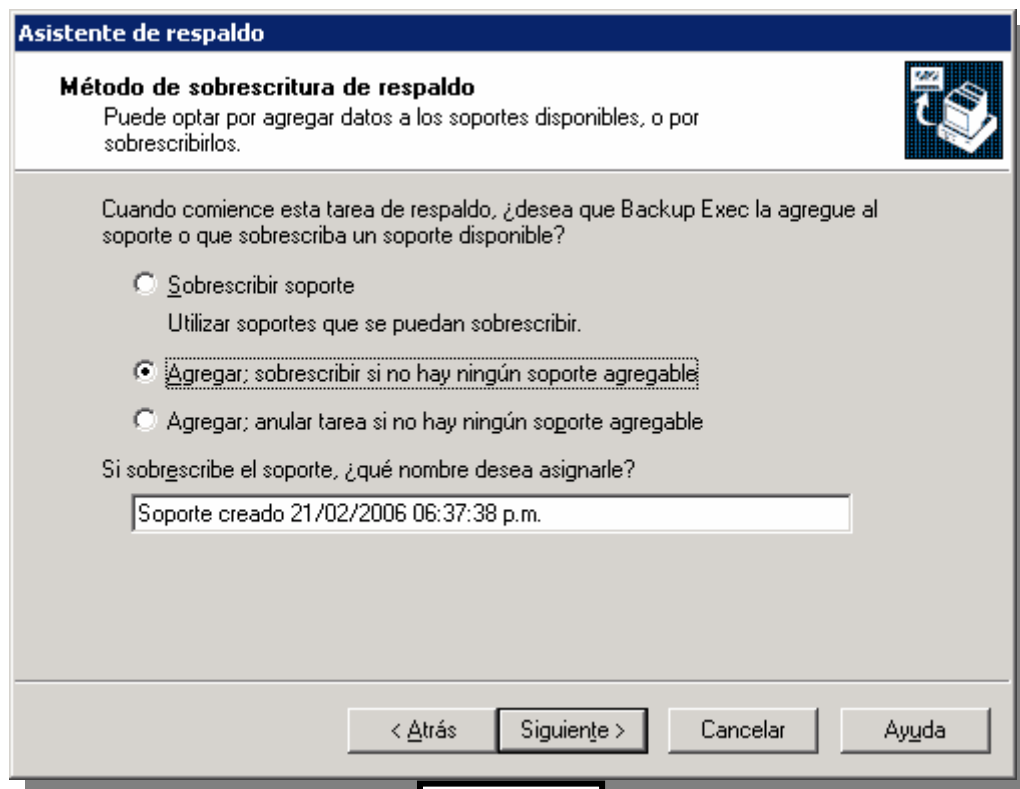 Asistente de respaldo
Método de sobrescritura de respaldo
Puede optar por agregar datos a los soportes disponibles, o por
sobrescribirlos.
Cuando comience esta tarea de respaldo, ¿desea que Backup Exec la agregue al
soporte o que sobrescriba un soporte disponible?
Sobrescribir soporte
Utilizar soportes que se puedan sobrescribir.
Agregar; sobrescribir si no hay ningún soporte agregable
Agregar; anular tarea si no hay ningún soporte agregable
Si sobrescribe el soporte, ¿qué nombre desea asignarle?
Soporte creado 21/02/2006 06:37:38 p.m.
< Atrás Siguiente > Cancelar Ayuda